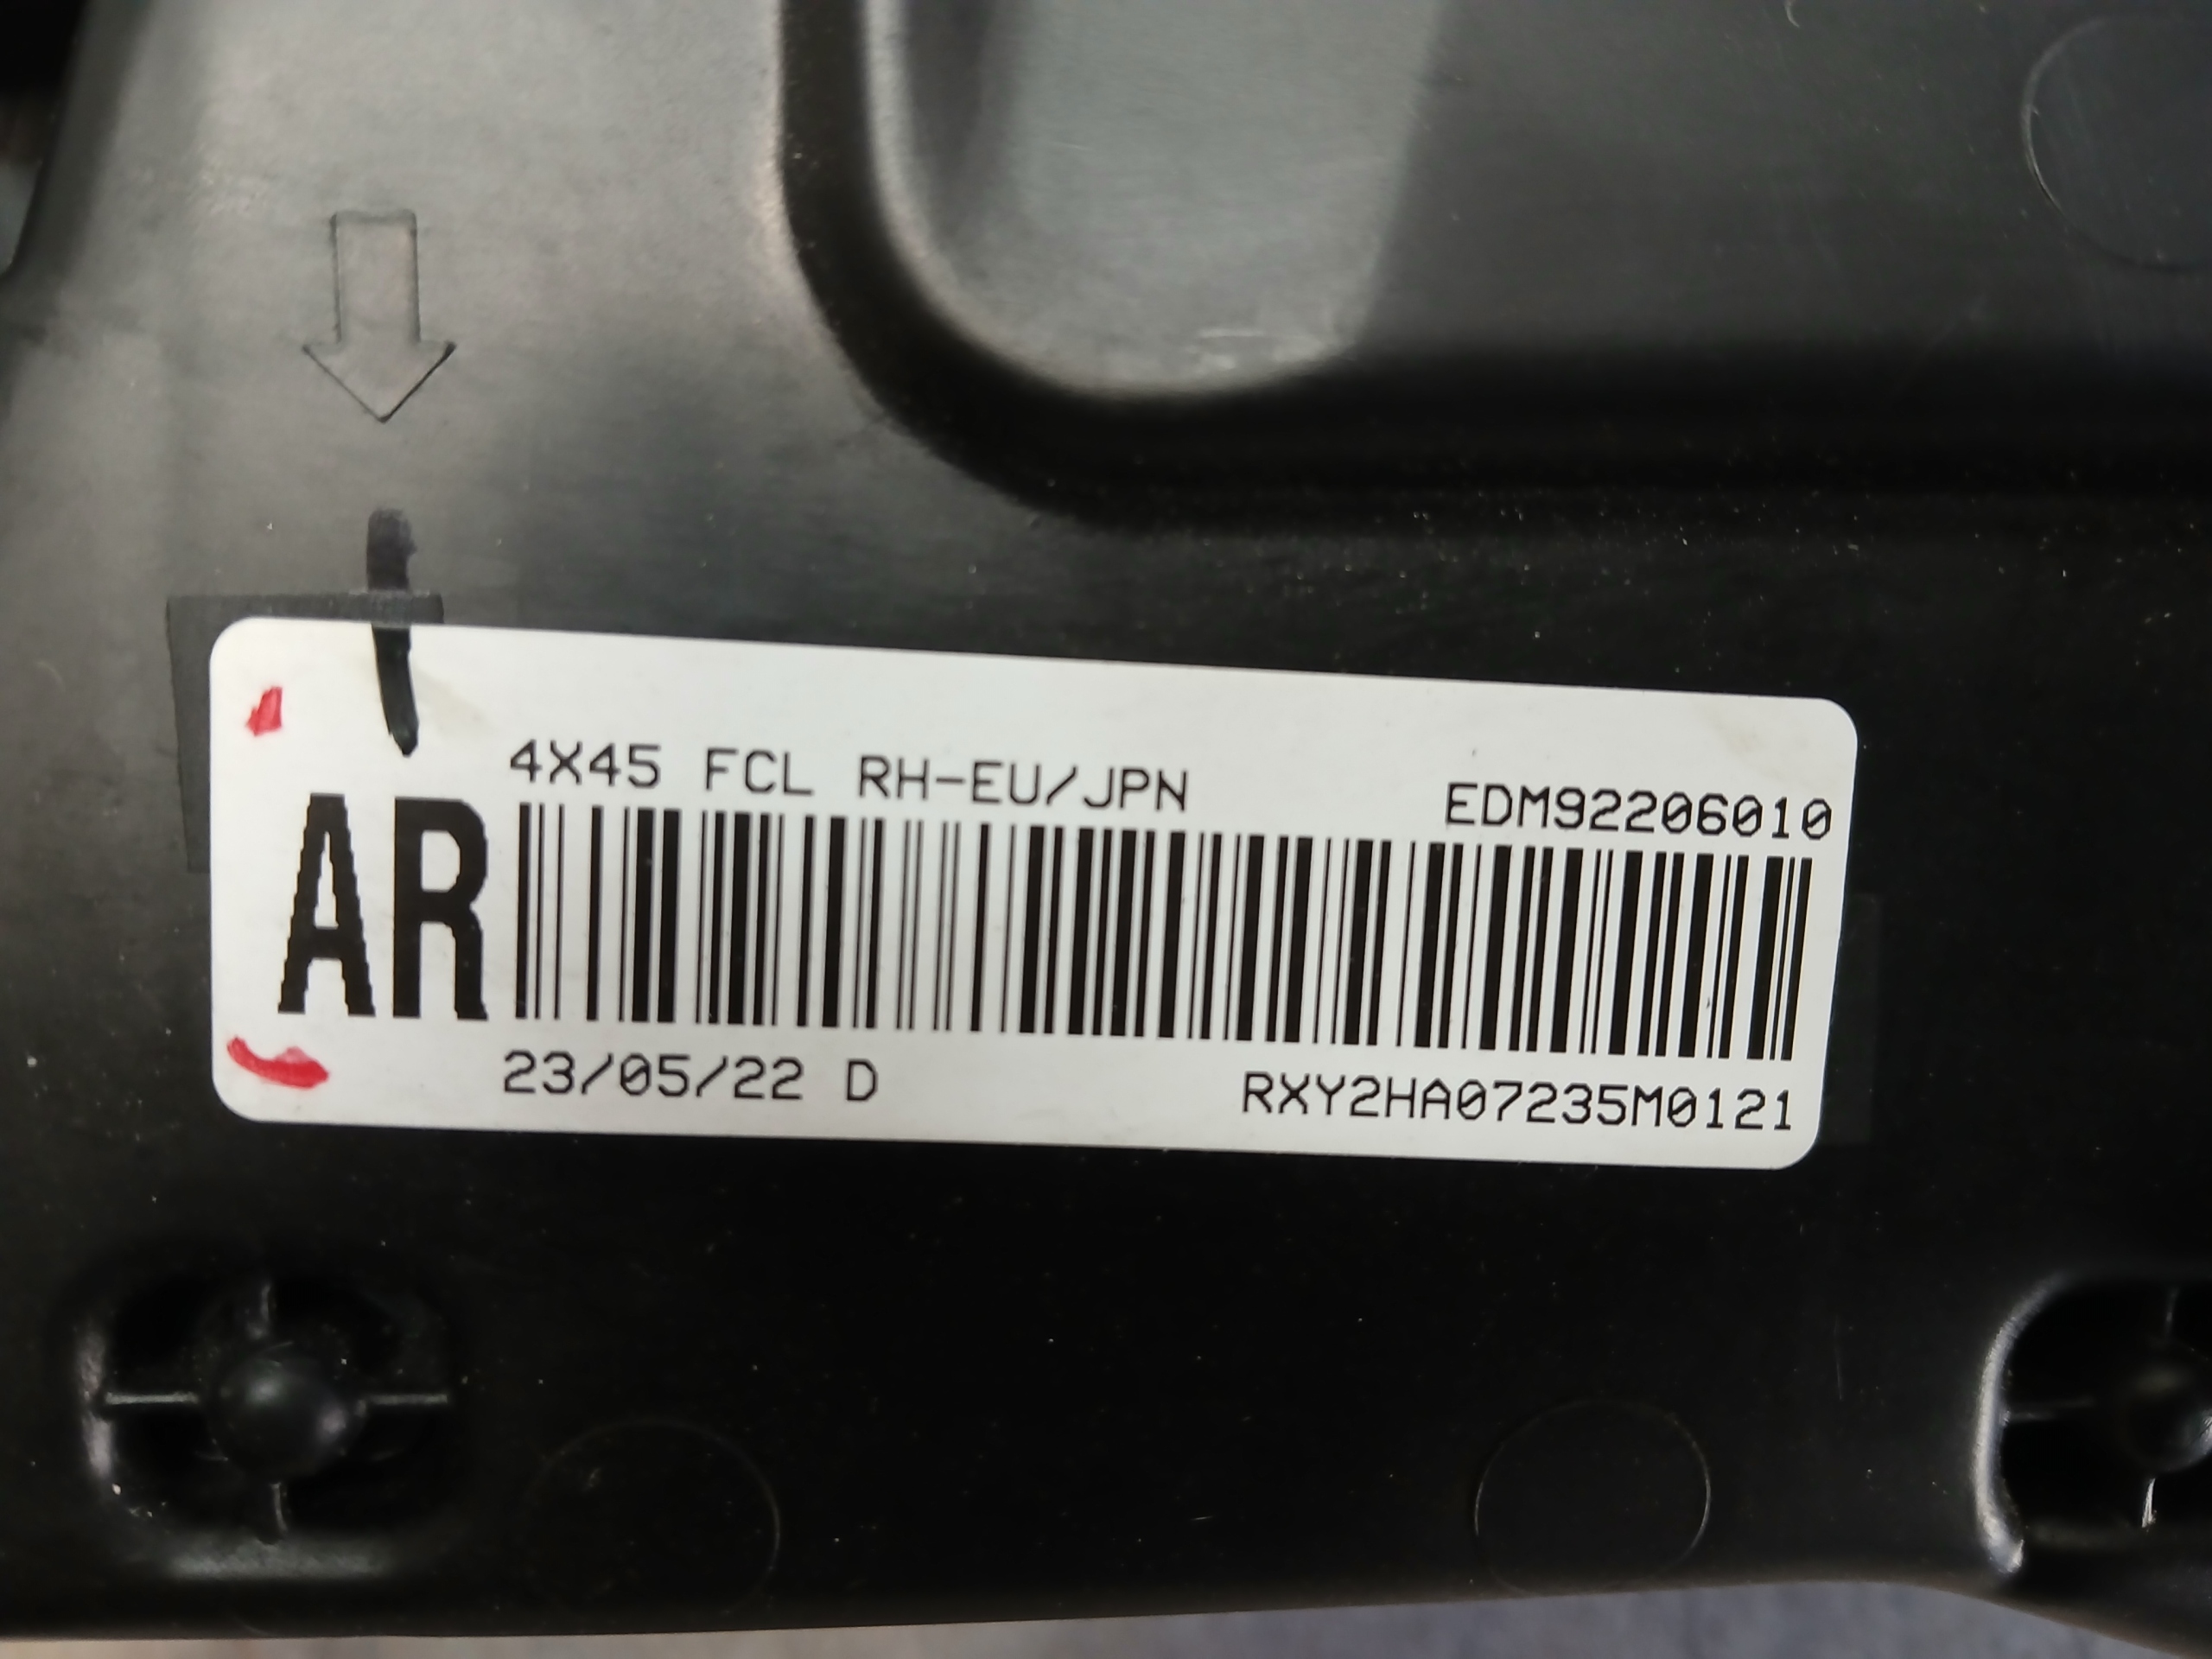 4X45 FCL RH-EU/JPN
EDM92206010
AR
23/05/22 D
RXY2HA07235M0121